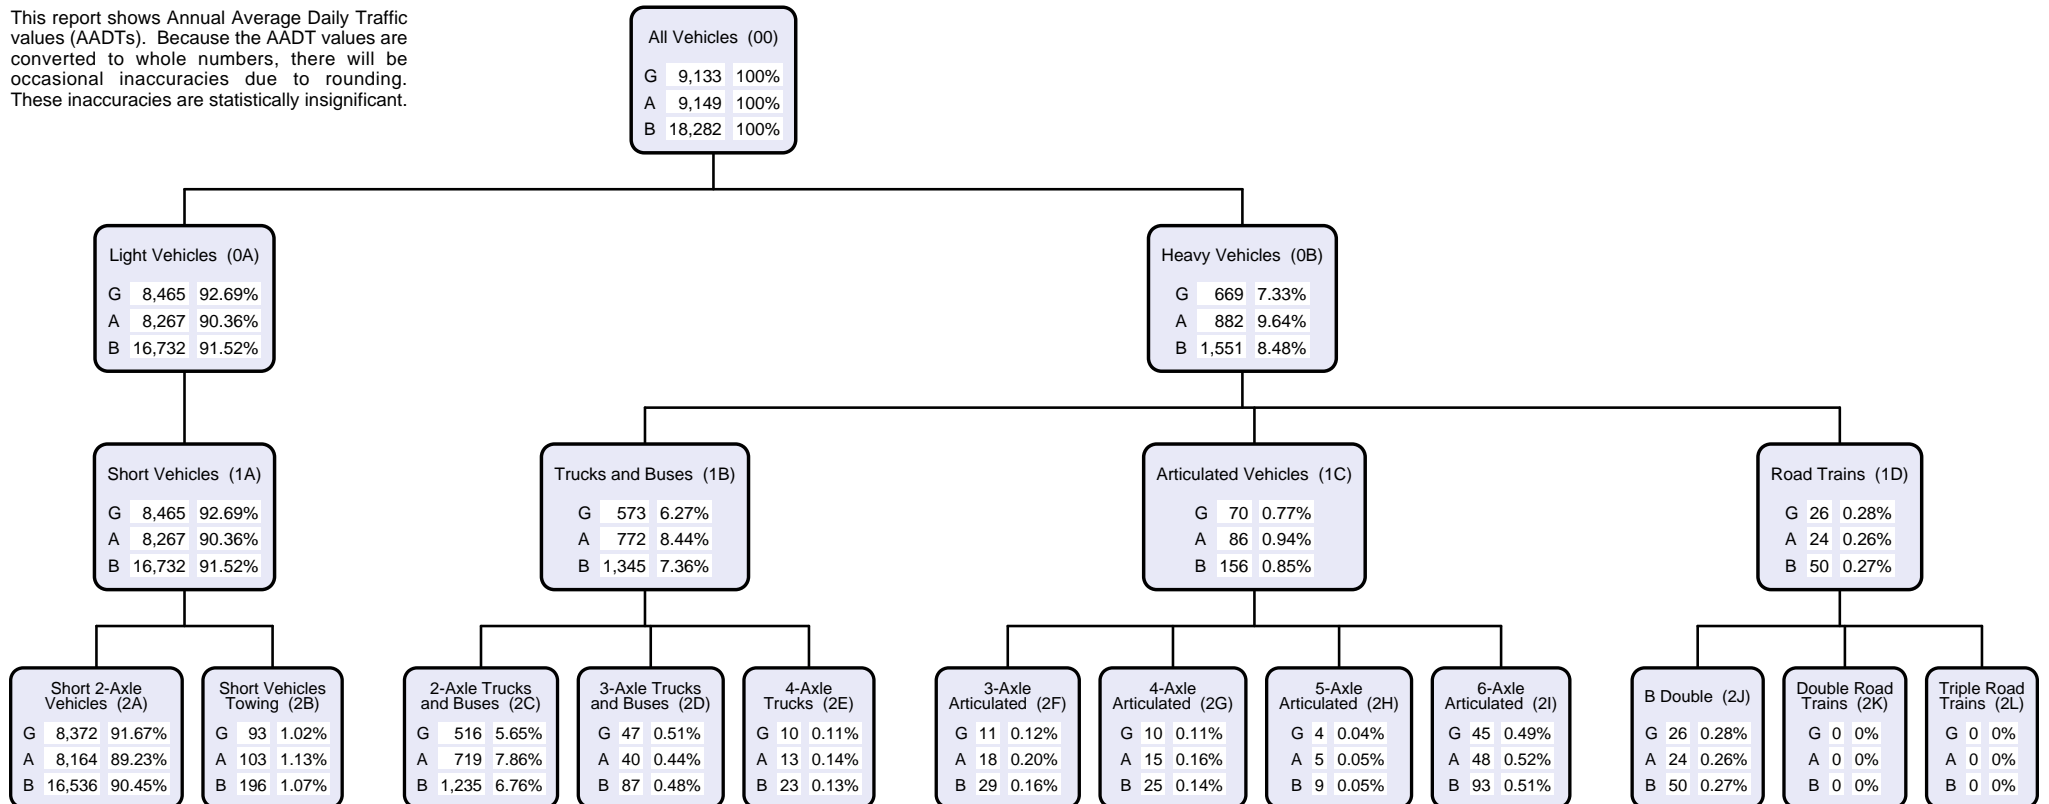 This report shows Annual Average Daily Traffic
values (AADTs). Because the AADT values are
converted to whole numbers, there will be
occasional inaccuracies due to rounding.
These inaccuracies are statistically insignificant.
All Vehicles (00)
G 9,133 100%
A 9,149 100%
B 18,282 100%
Light Vehicles (0A)
G 8,465 92.69%
A 8,267 90.36%
B 16,732 91.52%
Heavy Vehicles (0B)
G 669 7.33%
A 882 9.64%
B 1,551 8.48%
Short Vehicles (1A)
G 8,465 92.69%
A 8,267 90.36%
B 16,732 91.52%
Trucks and Buses (1B)
G 573 6.27%
A 772 8.44%
B 1,345 7.36%
Articulated Vehicles (1C)
G 70 0.77%
A 86 0.94%
B 156 0.85%
Road Trains (1D)
G 26 0.28%
A 24 0.26%
B 50 0.27%
Short 2-Axle
Vehicles (2A)
G 8,372 91.67%
A 8,164 89.23%
B 16,536 90.45%
Short Vehicles
Towing (2B)
G 93 1.02%
A 103 1.13%
B 196 1.07%
2-Axle Trucks
and Buses (2C)
G 516 5.65%
A 719 7.86%
B 1,235 6.76%
3-Axle Trucks
and Buses (2D)
G 47 0.51%
A 40 0.44%
B 87 0.48%
4-Axle
Trucks (2E)
G 10 0.11%
A 13 0.14%
B 23 0.13%
3-Axle
Articulated (2F)
G 11 0.12%
A 18 0.20%
B 29 0.16%
4-Axle
Articulated (2G)
G 10 0.11%
A 15 0.16%
B 25 0.14%
5-Axle
Articulated (2H)
G 4 0.04%
A 5 0.05%
B 9 0.05%
6-Axle
Articulated (2I)
G 45 0.49%
A 48 0.52%
B 93 0.51%
B Double (2J)
G 26 0.28%
A 24 0.26%
B 50 0.27%
Double Road
Trains (2K)
G 0 0%
A 0 0%
B 0 0%
Triple Road
Trains (2L)
G 0 0%
A 0 0%
B 0 0%